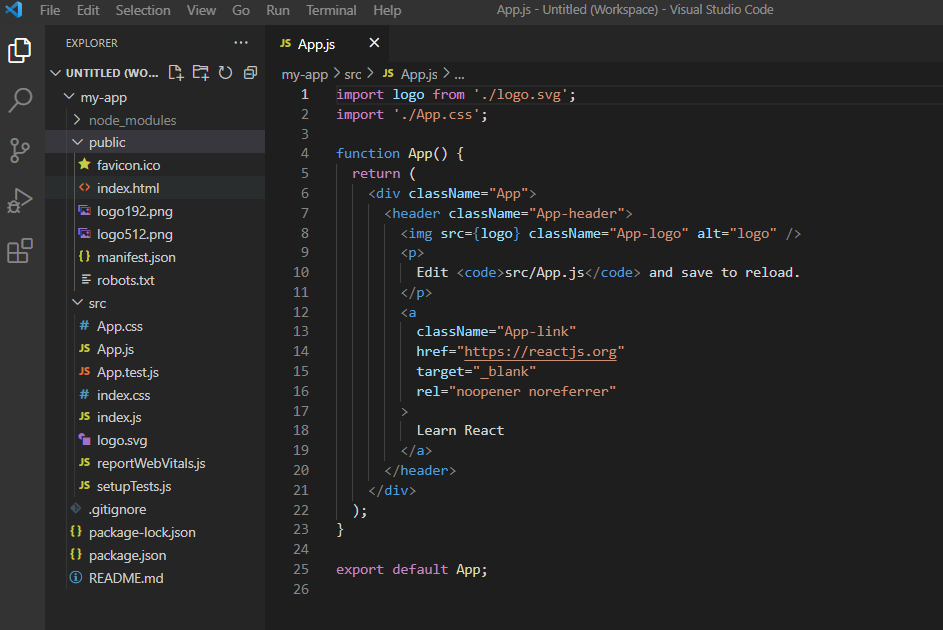 File Edit Selection View Go Run Terminal Help App.js - Untitled (Workspace) - Visual Studio Code
EXPLORER
UNTITLED (WO...
my-app
node_modules
public
favicon.ico
<> index.html
logo192.png
logo512.png
{} manifest.json
robots.txt
src
# App.css
JS App.js
JS App.test.js
# index.css
JS index.js
logo.svg
JS reportWebVitals.js
JS setupTests.js
.gitignore
{} package-lock.json
{} package.json
README.md
JS App.js
my-app > src > JS App.js > ...
1 import logo from './logo.svg';
2 import './App.css';
3
4 function App() {
5   return (
6     <div className="App">
7       <header className="App-header">
8         <img src={logo} className="App-logo" alt="logo" />
9         <p>
10           Edit <code>src/App.js</code> and save to reload.
11         </p>
12         <a
13           className="App-link"
14           href="https://reactjs.org"
15           target="_blank"
16           rel="noopener noreferrer"
17         >
18           Learn React
19         </a>
20       </header>
21     </div>
22   );
23 }
24
25 export default App;
26